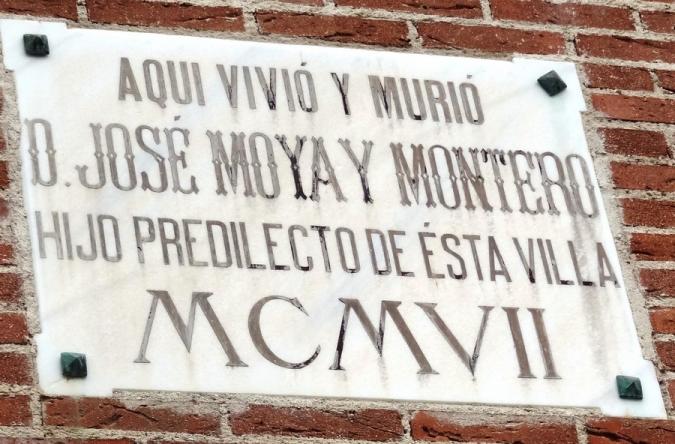 AQUI VIVIÓ Y MURIÓ
D. JOSÉ MOYA Y MONTERO
HIJO PREDILECTO DE ÉSTA VILLA
MCMVII